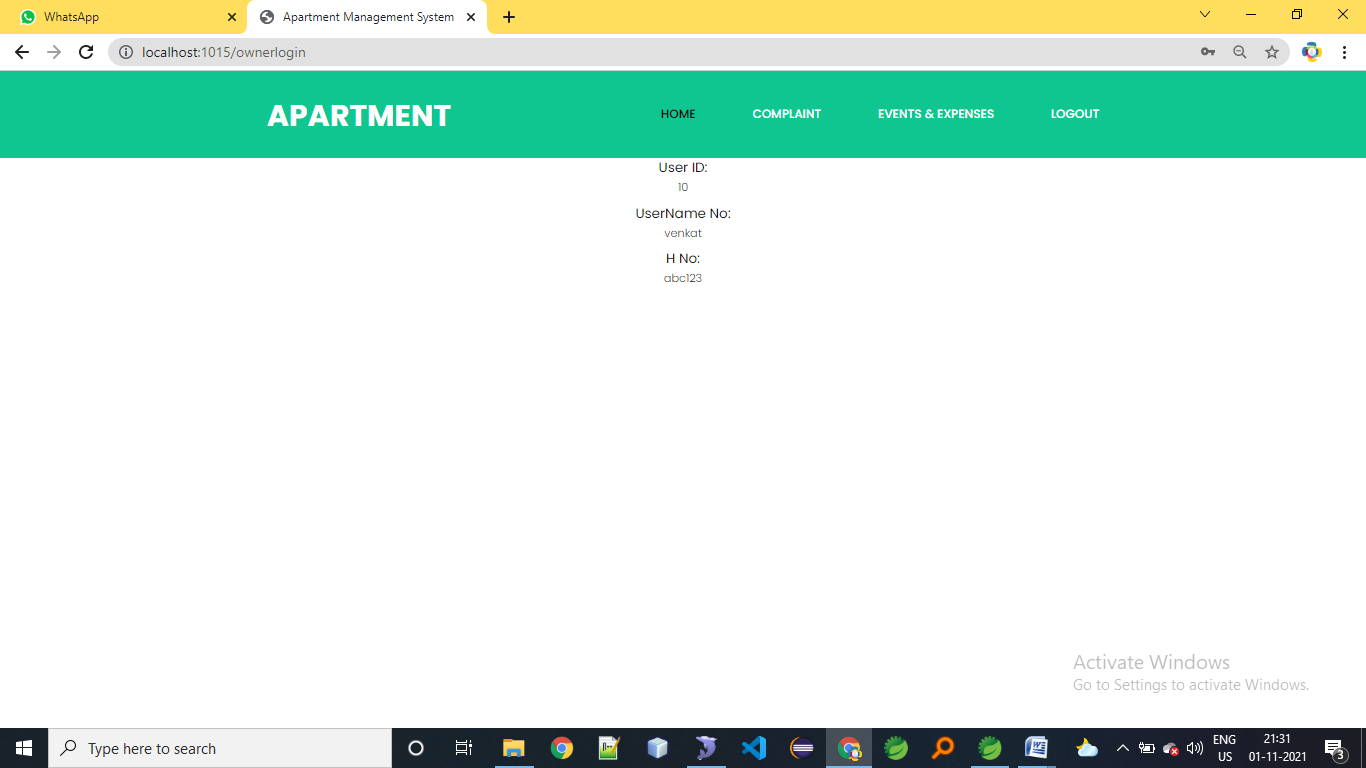 WhatsApp
Apartment Management System
localhost:1015/ownerlogin
APARTMENT
HOME
COMPLAINT
EVENTS & EXPENSES
LOGOUT
User ID:
10
UserName No:
venkat
H No:
abc123
Activate Windows
Go to Settings to activate Windows.
Type here to search
ENG
US
21:31
01-11-2021
3